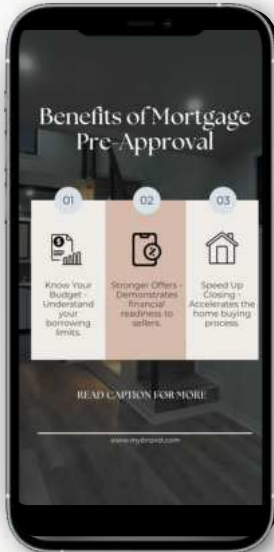 Benefits of Mortgage
Pre-Approval
01
Know Your
Budget -
Understand
your
borrowing
limits.
02
Stronger Offers -
Demonstrates
financial
readiness to
sellers.
03
Speed Up
Closing -
Accelerates the
home buying
process.
READ CAPTION FOR MORE
www.mybrand.com